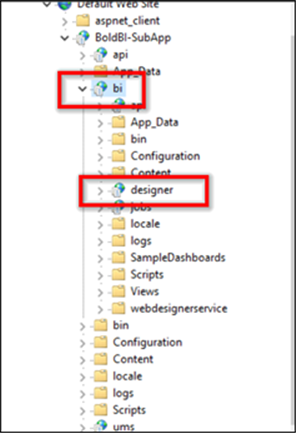 Default Web Site
aspnet_client
BoldBI-SubApp
api
App_Data
bi
api
App_Data
bin
Configuration
Content
designer
jobs
locale
logs
SampleDashboards
Scripts
Views
webdesignerservice
bin
Configuration
Content
locale
logs
Scripts
ums